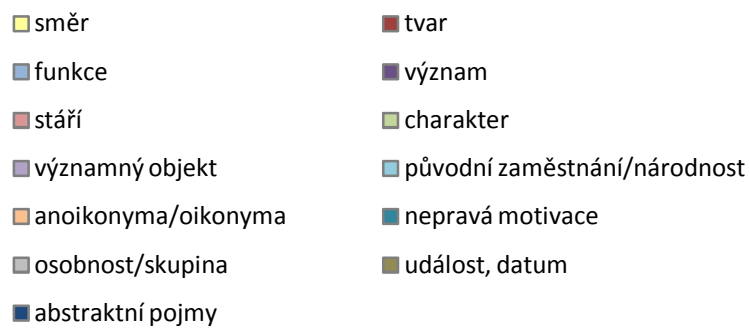 směr
tvar
funkce
význam
stáří
charakter
významný objekt
původní zaměstnání/národnost
anoikonyma/oikonyma
nepravá motivace
osobnost/skupina
událost, datum
abstraktní pojmy